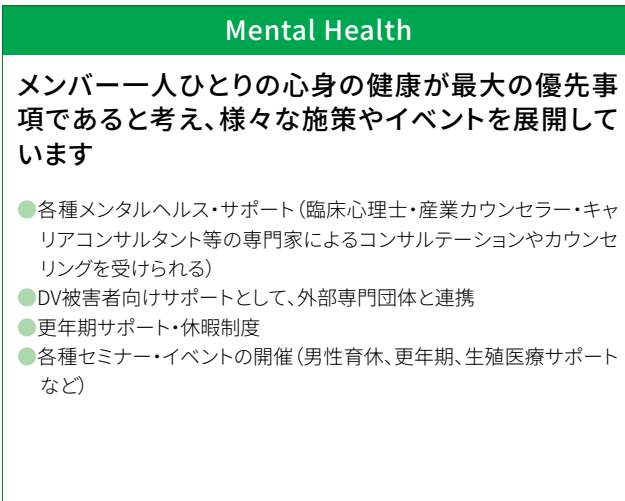 Mental Health
メンバー一人ひとりの心身の健康が最大の優先事
項であると考え、様々な施策やイベントを展開して
います
●各種メンタルヘルス・サポート（臨床心理士・産業カウンセラー・キャ
リアコンサルタント等の専門家によるコンサルテーションやカウンセ
リングを受けられる）
●DV被害者向けサポートとして、外部専門団体と連携
●更年期サポート・休暇制度
●各種セミナー・イベントの開催（男性育休、更年期、生殖医療サポート
など）